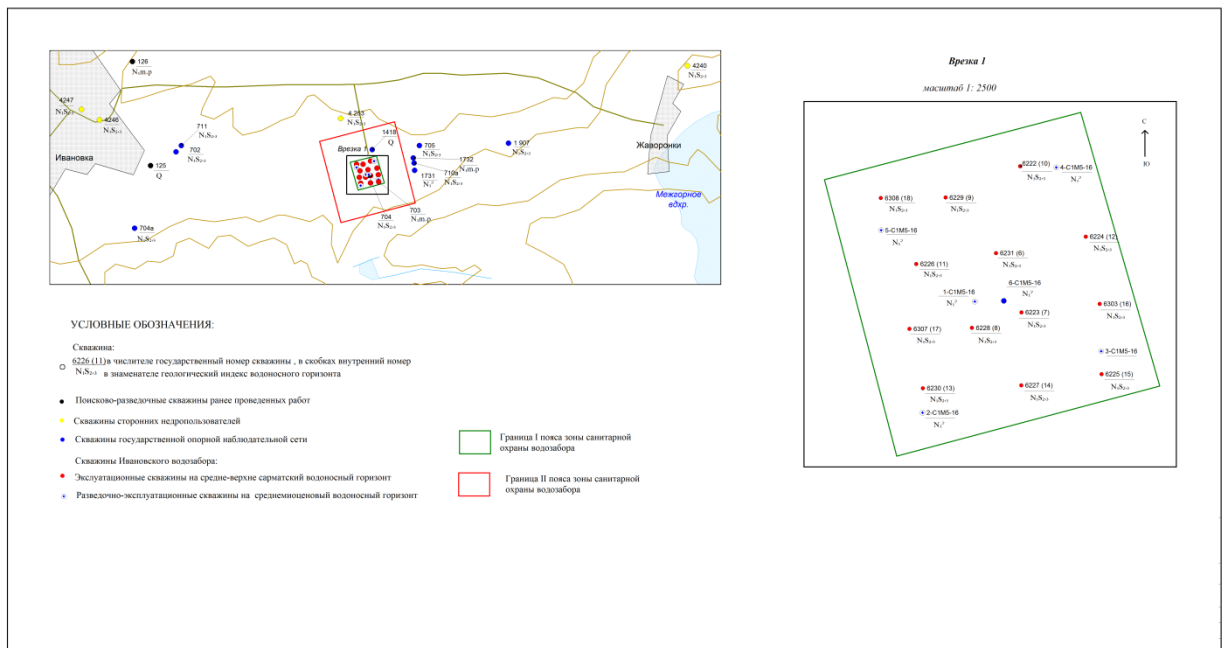 126
N₁m.p
4247
N₁S₂₋₃
4246
N₁S₂₋₃
Ивановка
711
N₁S₂₋₃
702
N₁S₂₋₃
125
Q
704а
N₁S₂₋₃
4 263
N₁S₂₋₃
1418
Q
Врезка 1
705
N₁S₂₋₃
1732
N₁m.p
719а
N₁S₂₋₃
1731
N₁²
703
N₁m.p
704
N₁S₂₋₃
1 907
N₁S₂₋₃
4240
N₁S₂₋₃
Жаворонки
Межгорное
вдхр.
УСЛОВНЫЕ ОБОЗНАЧЕНИЯ:
Скважина:
6226 (11) в числителе государственный номер скважины , в скобках внутренний номер
N₁S₂₋₃ в знаменателе геологический индекс водоносного горизонта
Поисково-разведочные скважины ранее проведенных работ
Скважины сторонних недропользователей
Скважины государственной опорной наблюдательной сети
Скважины Ивановского водозабора:
Экслуатационные скважины на средне-верхне сарматский водоносный горизонт
Разведочно-эксплуатационные скважины на среднемиоценовый водоносный горизонт
Граница I пояса зоны санитарной
охраны водозабора
Граница II пояса зоны санитарной
охраны водозабора
Врезка 1
масштаб 1: 2500
С
Ю
6222 (10)
N₁S₂₋₃
4-С1М5-16
N₁²
6308 (18)
N₁S₂₋₃
6229 (9)
N₁S₂₋₃
5-С1М5-16
N₁²
6224 (12)
N₁S₂₋₃
6231 (6)
N₁S₂₋₃
6226 (11)
N₁S₂₋₃
6-С1М5-16
N₁²
1-С1М5-16
N₁²
6303 (16)
N₁S₂₋₃
6223 (7)
N₁S₂₋₃
6307 (17)
N₁S₂₋₃
6228 (8)
N₁S₂₋₃
3-С1М5-16
6225 (15)
N₁S₂₋₃
6230 (13)
N₁S₂₋₃
6227 (14)
N₁S₂₋₃
2-С1М5-16
N₁²